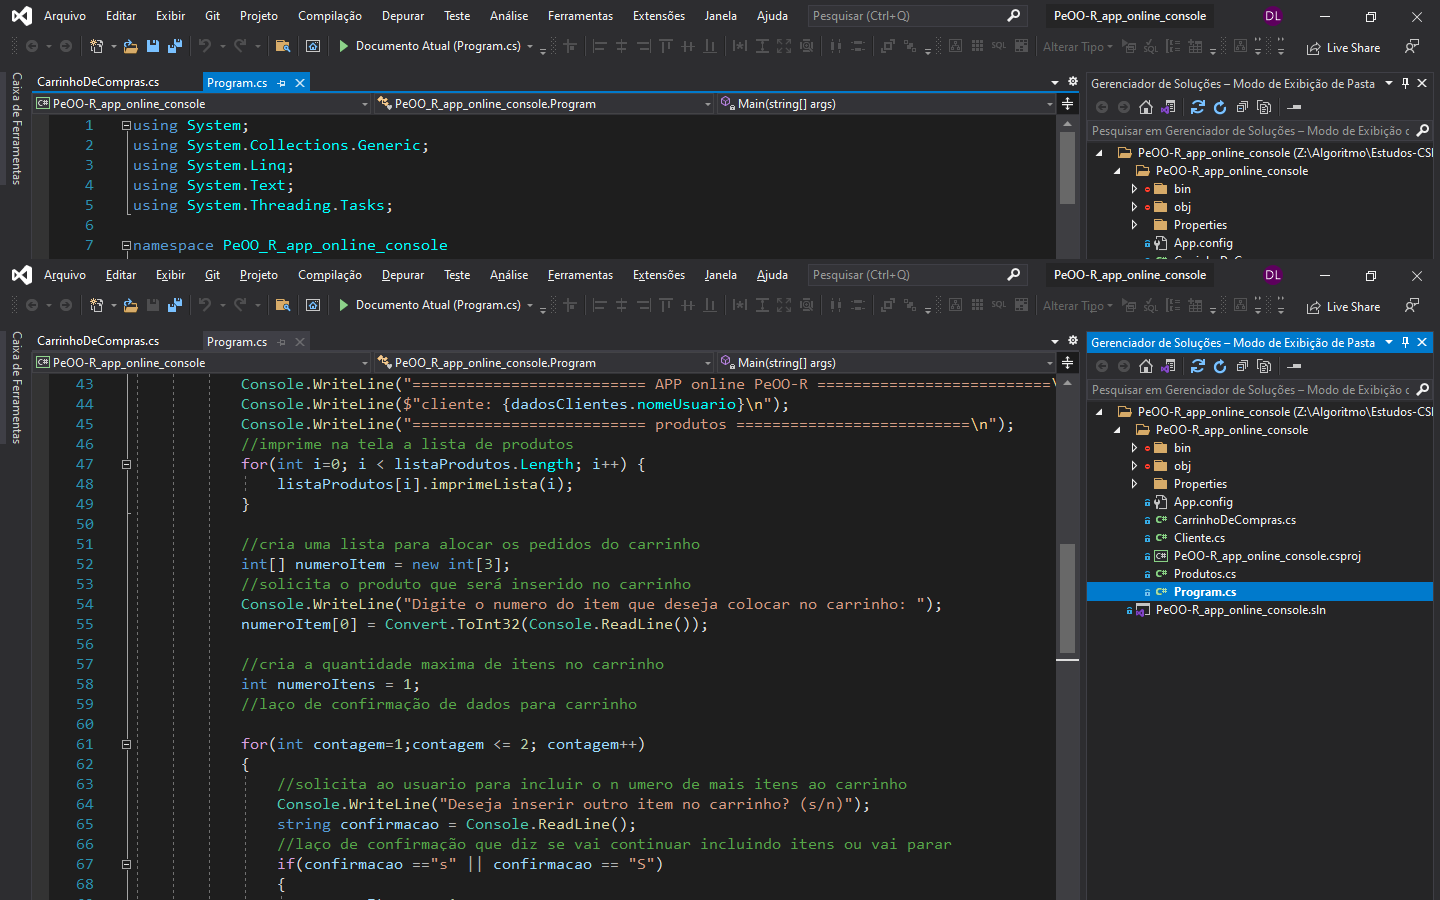 Arquivo Editar Exibir Git Projeto Compilação Depurar Teste Análise Ferramentas Extensões Janela Ajuda Pesquisar (Ctrl+Q) PeOO-R_app_online_console DL
Documento Atual (Program.cs) SQL Alterar Tipo SQL Live Share
Caixa de Ferramentas
CarrinhoDeCompras.cs Program.cs
PeOO-R_app_online_console PeOO_R_app_online_console.Program Main(string[] args)
1 using System;
2 using System.Collections.Generic;
3 using System.Linq;
4 using System.Text;
5 using System.Threading.Tasks;
6
7 namespace PeOO_R_app_online_console
Gerenciador de Soluções – Modo de Exibição de Pasta
Pesquisar em Gerenciador de Soluções – Modo de Exibição
PeOO-R_app_online_console (Z:\Algoritmo\Estudos-CS
PeOO-R_app_online_console
bin
obj
Properties
App.config
Arquivo Editar Exibir Git Projeto Compilação Depurar Teste Análise Ferramentas Extensões Janela Ajuda Pesquisar (Ctrl+Q) PeOO-R_app_online_console DL
Documento Atual (Program.cs) SQL Alterar Tipo SQL Live Share
Caixa de Ferramentas
CarrinhoDeCompras.cs Program.cs
PeOO-R_app_online_console PeOO_R_app_online_console.Program Main(string[] args)
43 Console.WriteLine("========================== APP online PeOO-R ==========================\
44 Console.WriteLine($"cliente: {dadosClientes.nomeUsuario}\n");
45 Console.WriteLine("========================== produtos ==========================\n");
46 //imprime na tela a lista de produtos
47 for(int i=0; i < listaProdutos.Length; i++) {
48 listaProdutos[i].imprimeLista(i);
49 }
50
51 //cria uma lista para alocar os pedidos do carrinho
52 int[] numeroItem = new int[3];
53 //solicita o produto que será inserido no carrinho
54 Console.WriteLine("Digite o numero do item que deseja colocar no carrinho: ");
55 numeroItem[0] = Convert.ToInt32(Console.ReadLine());
56
57 //cria a quantidade maxima de itens no carrinho
58 int numeroItens = 1;
59 //laço de confirmação de dados para carrinho
60
61 for(int contagem=1;contagem <= 2; contagem++)
62 {
63 //solicita ao usuario para incluir o n umero de mais itens ao carrinho
64 Console.WriteLine("Deseja inserir outro item no carrinho? (s/n)");
65 string confirmacao = Console.ReadLine();
66 //laço de confirmação que diz se vai continuar incluindo itens ou vai parar
67 if(confirmacao =="s" || confirmacao == "S")
68 {
Gerenciador de Soluções – Modo de Exibição de Pasta
Pesquisar em Gerenciador de Soluções – Modo de Exibição
PeOO-R_app_online_console (Z:\Algoritmo\Estudos-CS
PeOO-R_app_online_console
bin
obj
Properties
App.config
CarrinhoDeCompras.cs
Cliente.cs
PeOO-R_app_online_console.csproj
Produtos.cs
Program.cs
PeOO-R_app_online_console.sln